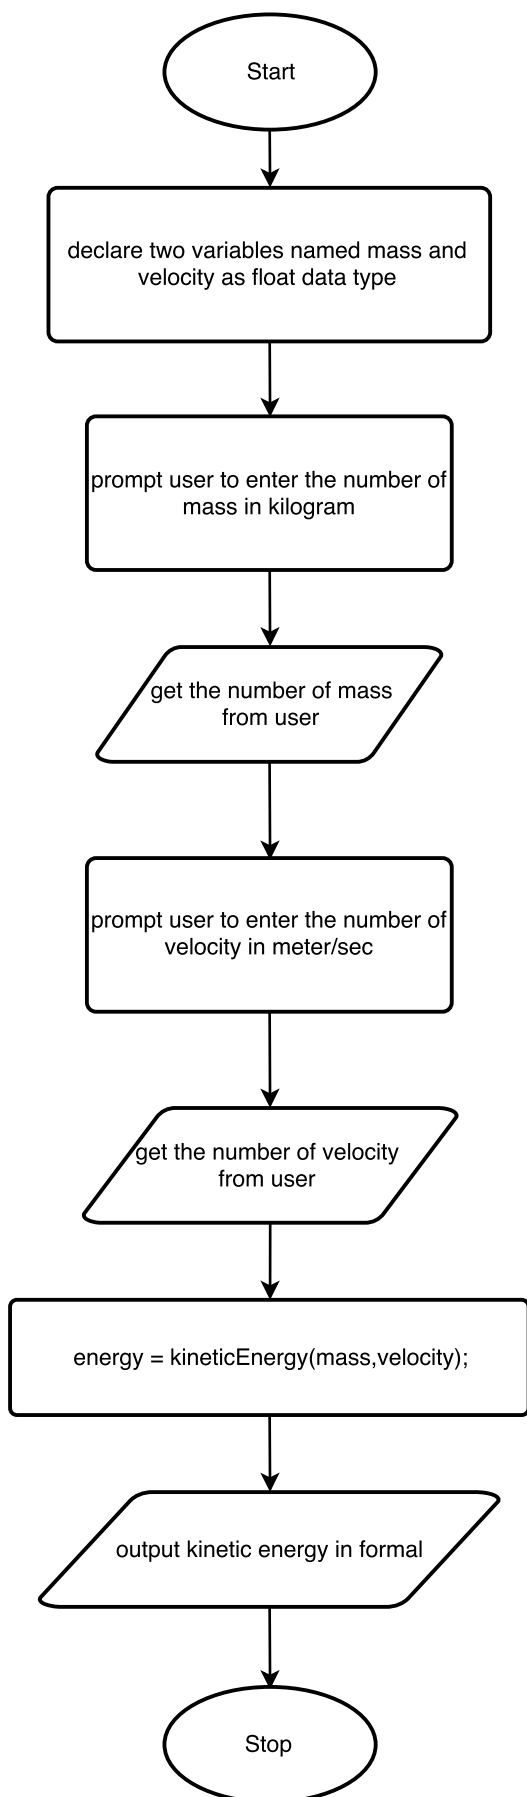 Start
declare two variables named mass and
velocity as float data type
prompt user to enter the number of
mass in kilogram
get the number of mass
from user
prompt user to enter the number of
velocity in meter/sec
get the number of velocity
from user
energy = kineticEnergy(mass,velocity);
output kinetic energy in formal
Stop